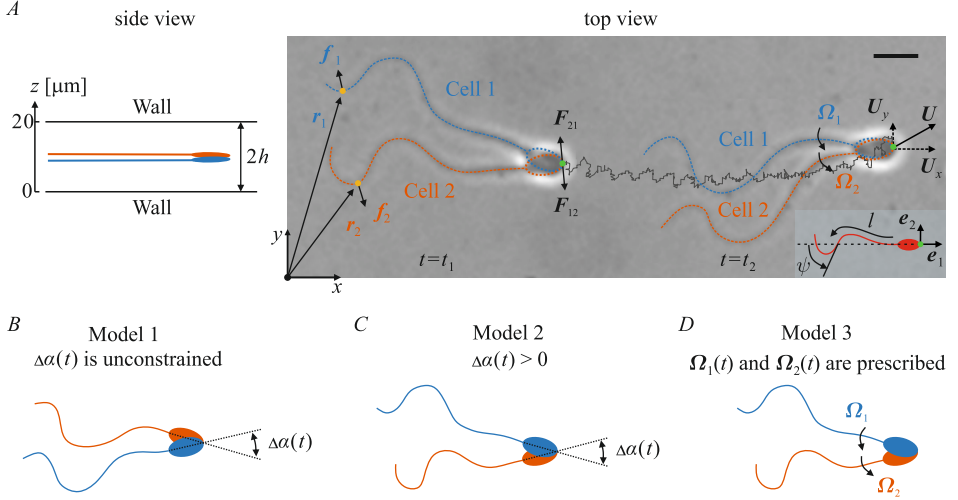 A
side view
top view
z [µm]
Wall
20
2h
0
Wall
f₁
r₁
Cell 1
F₂₁
Cell 2
F₁₂
f₂
r₂
y
x
t=t₁
Cell 1
Ω₁
U_y
U
U_x
Ω₂
Cell 2
t=t₂
l
e₂
e₁
ψ
B
Model 1
Δα(t) is unconstrained
Δα(t)
C
Model 2
Δα(t) > 0
Δα(t)
D
Model 3
Ω₁(t) and Ω₂(t) are prescribed
Ω₁
Ω₂